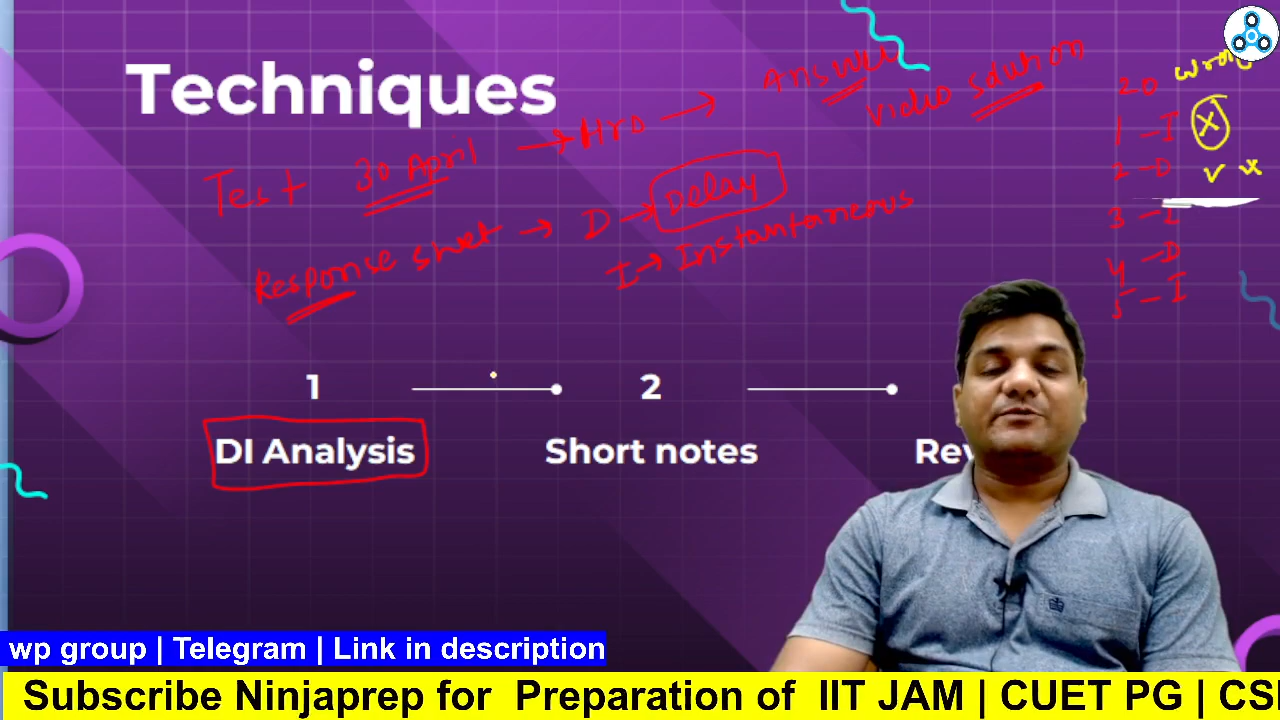 Techniques
Test 30 April → Hrs → Answer
Video solution
Response sheet → D → Delay
I → Instantaneous
20 wrong
1 - I X
2 - D ✓ x
3 - I
4 - D
5 - I
1
2
DI Analysis
Short notes
Rev
wp group | Telegram | Link in description
Subscribe Ninjaprep for Preparation of IIT JAM | CUET PG | CSI